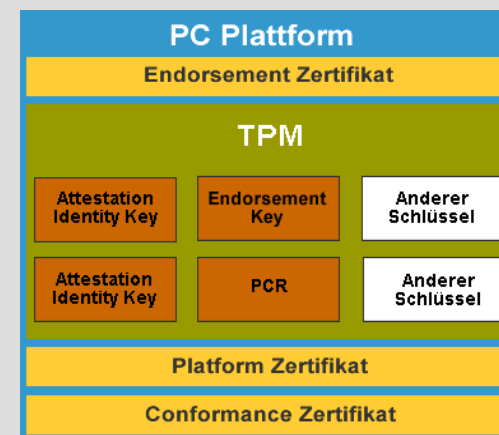 PC Plattform
Endorsement Zertifikat
TPM
Attestation
Identity Key
Endorsement
Key
Anderer
Schlüssel
Attestation
Identity Key
PCR
Anderer
Schlüssel
Platform Zertifikat
Conformance Zertifikat